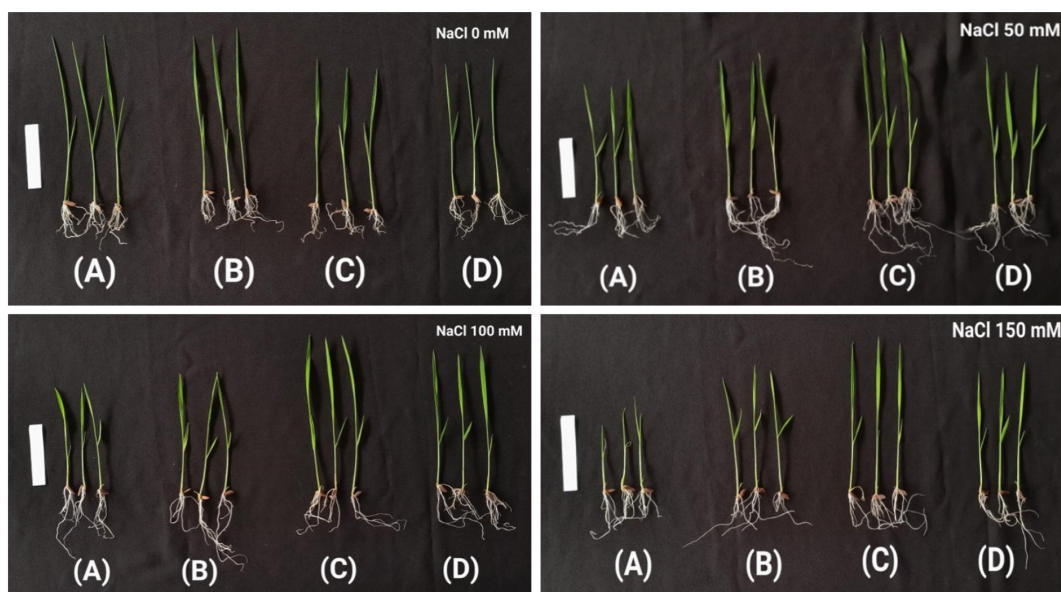 NaCl 0 mM
(A) (B) (C) (D)
NaCl 50 mM
(A) (B) (C) (D)
NaCl 100 mM
(A) (B) (C) (D)
NaCl 150 mM
(A) (B) (C) (D)